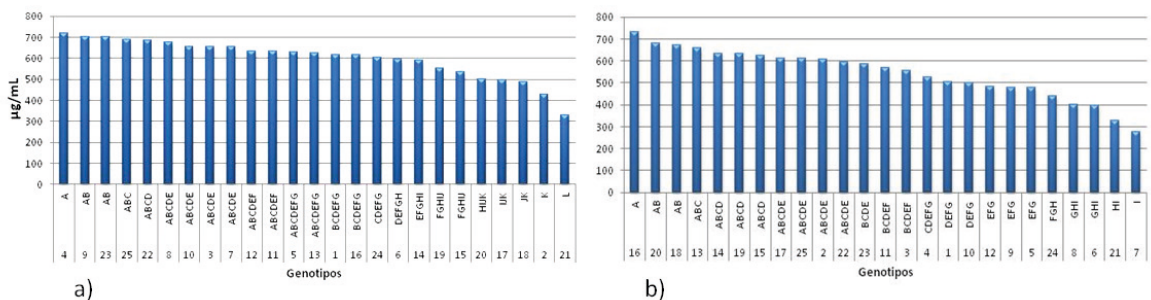 800
700
600
500
400
300
200
100
0
µg/mL
A AB AB ABC ABCD ABCDE ABCDE ABCDE ABCDE ABCDEF ABCDEF ABCDEFG ABCDEFG BCDEFG BCDEFG CDEFG DEFGH EFGHI FGHIJ FGHIJ HIJK IJK JK K L
4 9 23 25 22 8 10 3 7 12 11 5 13 1 16 24 6 14 19 15 20 17 18 2 21
Genotipos
a)
800
700
600
500
400
300
200
100
0
A AB AB ABC ABCD ABCD ABCD ABCDE ABCDE ABCDE ABCDE BCDE BCDEF BCDEF CDEFG DEFG DEFG EFG EFG EFG FGH GHI GHI HI I
16 20 18 13 14 19 15 17 25 2 22 23 11 3 4 1 10 12 9 5 24 8 6 21 7
Genotipos
b)